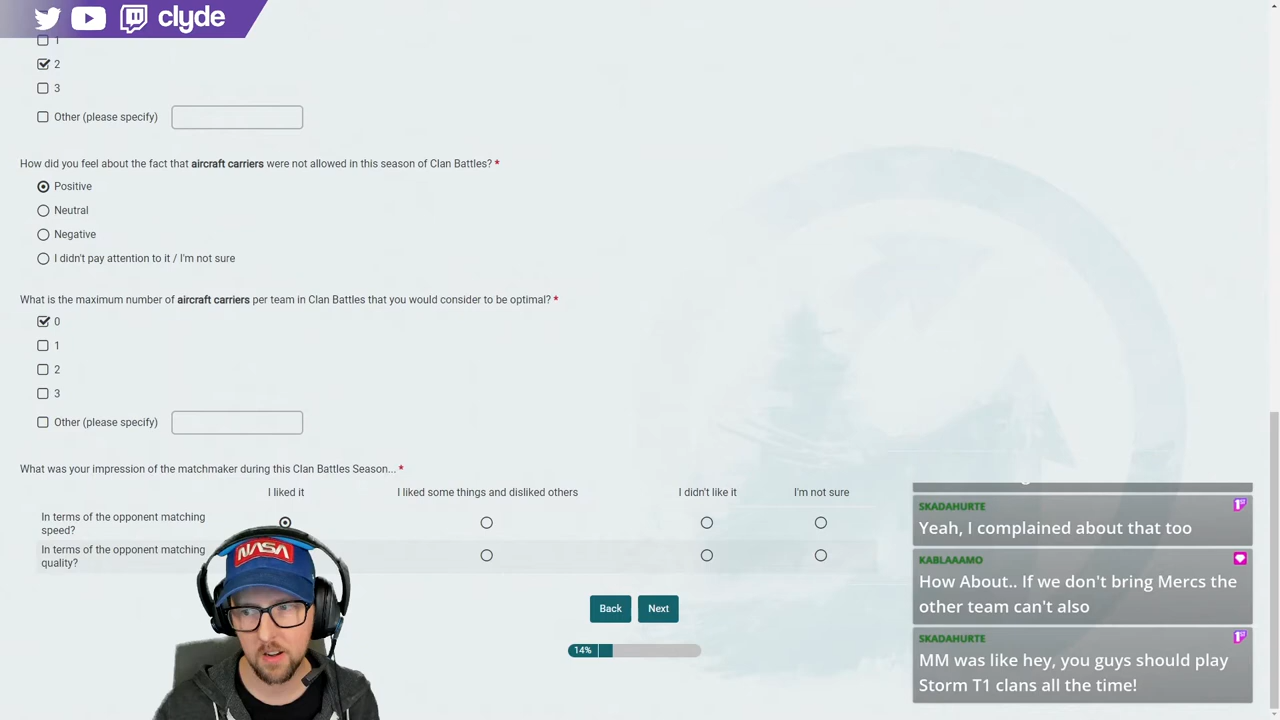 clyde
1
2
3
Other (please specify)
How did you feel about the fact that aircraft carriers were not allowed in this season of Clan Battles? *
Positive
Neutral
Negative
I didn't pay attention to it / I'm not sure
What is the maximum number of aircraft carriers per team in Clan Battles that you would consider to be optimal? *
0
1
2
3
Other (please specify)
What was your impression of the matchmaker during this Clan Battles Season... *
I liked it I liked some things and disliked others I didn't like it I'm not sure
In terms of the opponent matching
speed?
In terms of the opponent matching
quality?
Back Next
14%
SKADAHURTE
Yeah, I complained about that too
KABLAAAMO
How About.. If we don't bring Mercs the
other team can't also
SKADAHURTE
MM was like hey, you guys should play
Storm T1 clans all the time!
NASA